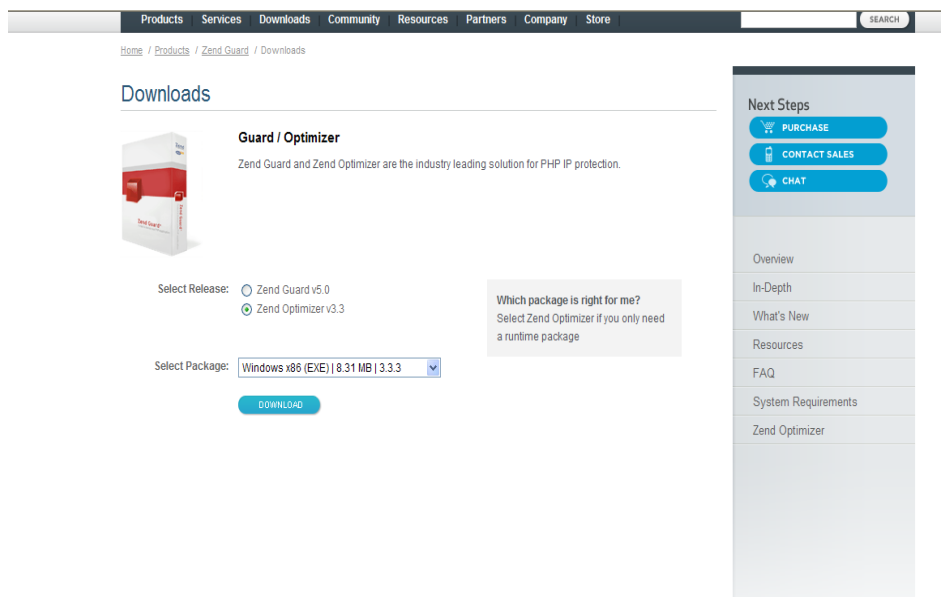 Products Services Downloads Community Resources Partners Company Store
SEARCH
Home / Products / Zend Guard / Downloads
Downloads
Guard / Optimizer
Zend Guard and Zend Optimizer are the industry leading solution for PHP IP protection.
Zend Guard
Select Release:
Zend Guard v5.0
Zend Optimizer v3.3
Which package is right for me?
Select Zend Optimizer if you only need
a runtime package
Select Package:
Windows x86 (EXE) | 8.31 MB | 3.3.3
DOWNLOAD
Next Steps
PURCHASE
CONTACT SALES
CHAT
Overview
In-Depth
What's New
Resources
FAQ
System Requirements
Zend Optimizer